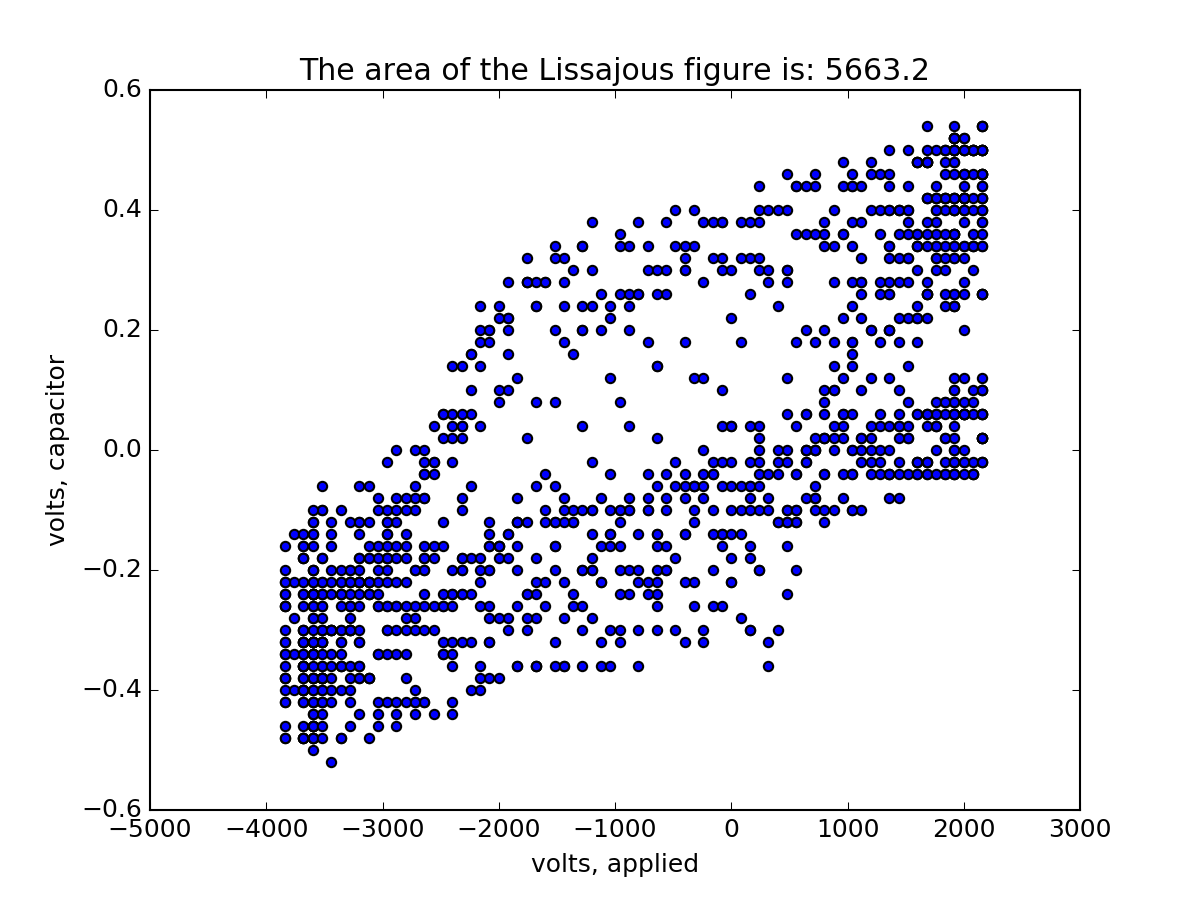 The area of the Lissajous figure is: 5663.2
0.6
0.4
0.2
0.0
−0.2
−0.4
−0.6
−5000 −4000 −3000 −2000 −1000 0 1000 2000 3000
volts, capacitor
volts, applied